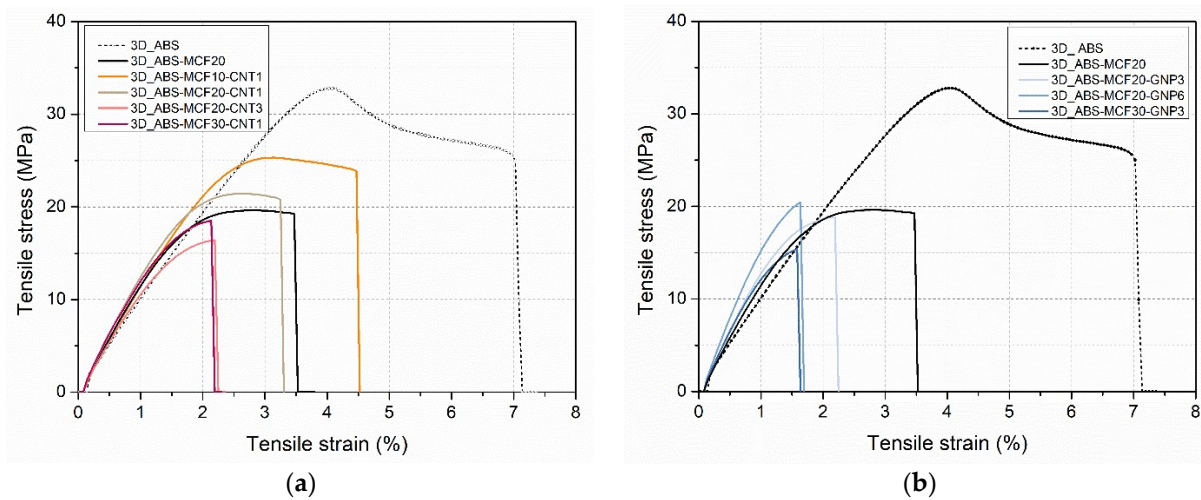 40
30
20
10
0
Tensile stress (MPa)
3D_ABS
3D_ABS-MCF20
3D_ABS-MCF10-CNT1
3D_ABS-MCF20-CNT1
3D_ABS-MCF20-CNT3
3D_ABS-MCF30-CNT1
0 1 2 3 4 5 6 7 8
Tensile strain (%)
(a)
40
30
20
10
0
Tensile stress (MPa)
3D_ ABS
3D_ABS-MCF20
3D_ABS-MCF20-GNP3
3D_ABS-MCF20-GNP6
3D_ABS-MCF30-GNP3
0 1 2 3 4 5 6 7 8
Tensile strain (%)
(b)